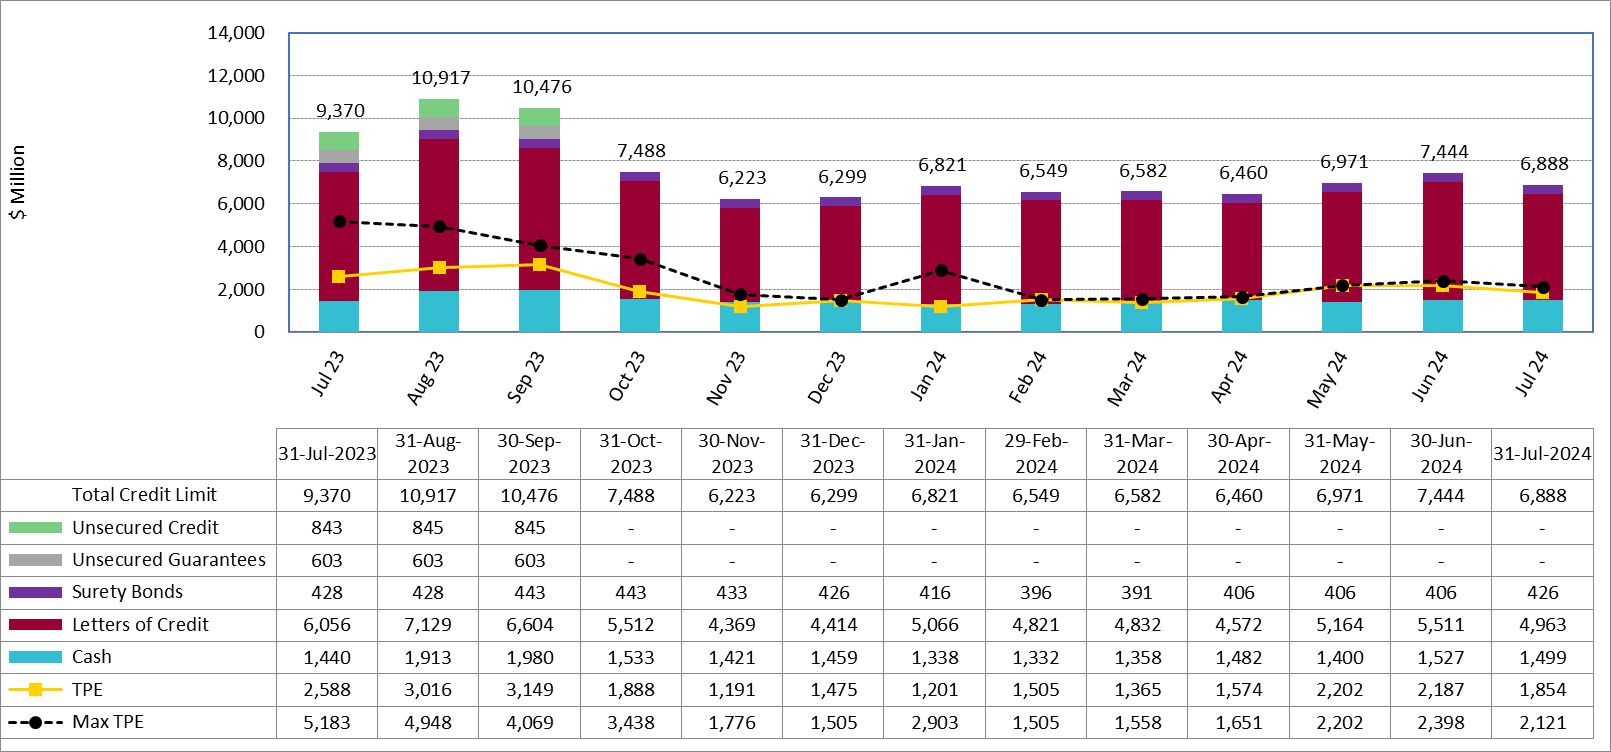 14,000
12,000
10,000
8,000
6,000
4,000
2,000
0
$ Million
9,370
10,917
10,476
7,488
6,223
6,299
6,821
6,549
6,582
6,460
6,971
7,444
6,888
Jul 23
Aug 23
Sep 23
Oct 23
Nov 23
Dec 23
Jan 24
Feb 24
Mar 24
Apr 24
May 24
Jun 24
Jul 24
31-Jul-2023 31-Aug-2023 30-Sep-2023 31-Oct-2023 30-Nov-2023 31-Dec-2023 31-Jan-2024 29-Feb-2024 31-Mar-2024 30-Apr-2024 31-May-2024 30-Jun-2024 31-Jul-2024
Total Credit Limit 9,370 10,917 10,476 7,488 6,223 6,299 6,821 6,549 6,582 6,460 6,971 7,444 6,888
Unsecured Credit 843 845 845 - - - - - - - - - -
Unsecured Guarantees 603 603 603 - - - - - - - - - -
Surety Bonds 428 428 443 443 433 426 416 396 391 406 406 406 426
Letters of Credit 6,056 7,129 6,604 5,512 4,369 4,414 5,066 4,821 4,832 4,572 5,164 5,511 4,963
Cash 1,440 1,913 1,980 1,533 1,421 1,459 1,338 1,332 1,358 1,482 1,400 1,527 1,499
TPE 2,588 3,016 3,149 1,888 1,191 1,475 1,201 1,505 1,365 1,574 2,202 2,187 1,854
Max TPE 5,183 4,948 4,069 3,438 1,776 1,505 2,903 1,505 1,558 1,651 2,202 2,398 2,121